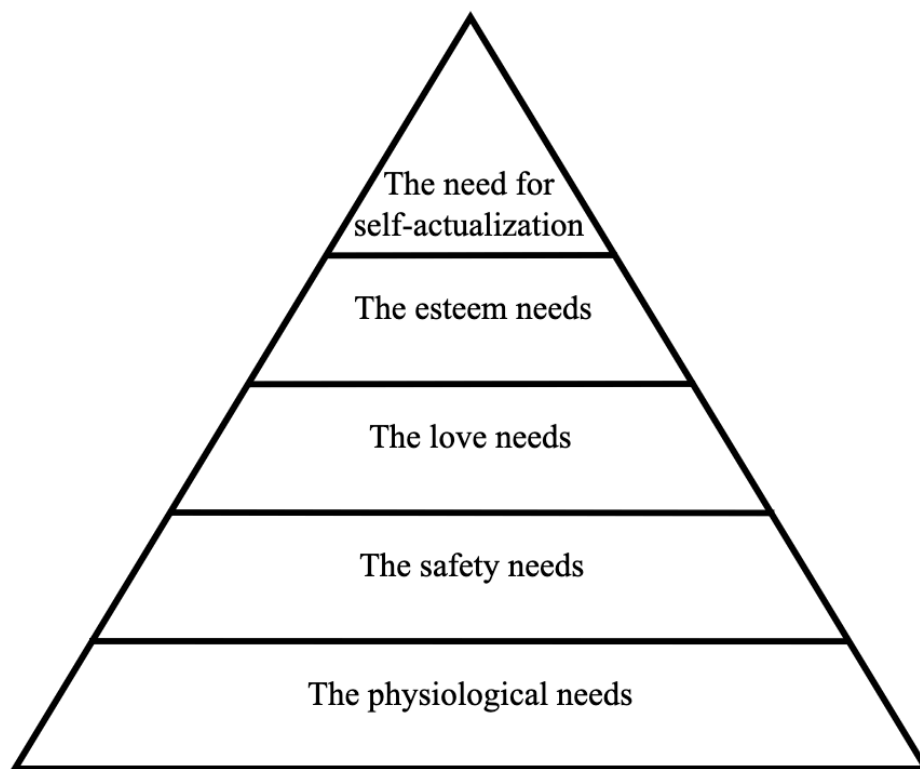 The need for
self-actualization
The esteem needs
The love needs
The safety needs
The physiological needs